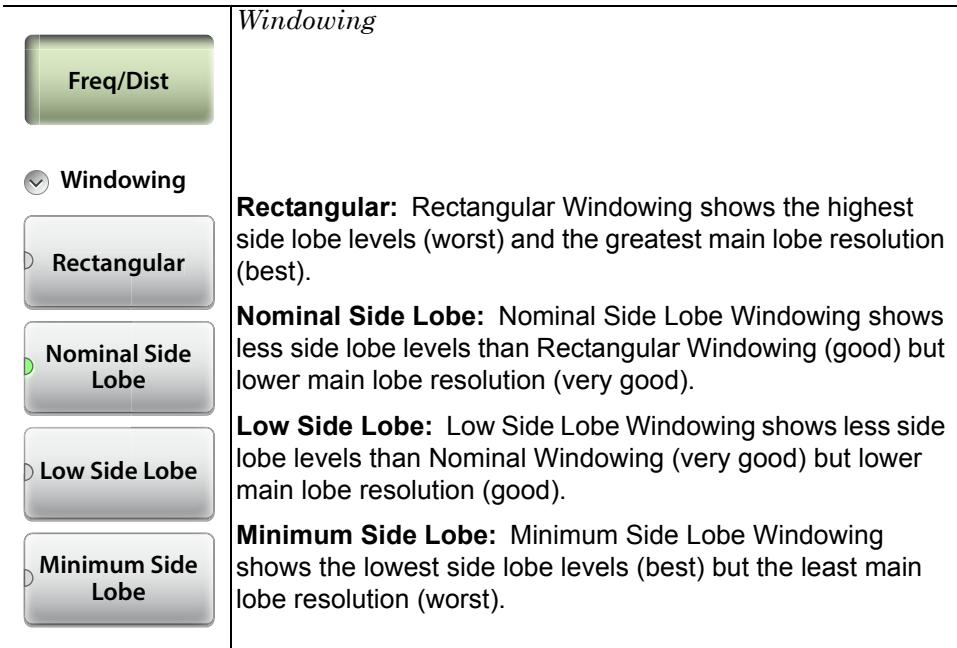 Windowing
Freq/Dist
Windowing
Rectangular
Nominal Side
Lobe
Low Side Lobe
Minimum Side
Lobe
Rectangular: Rectangular Windowing shows the highest
side lobe levels (worst) and the greatest main lobe resolution
(best).
Nominal Side Lobe: Nominal Side Lobe Windowing shows
less side lobe levels than Rectangular Windowing (good) but
lower main lobe resolution (very good).
Low Side Lobe: Low Side Lobe Windowing shows less side
lobe levels than Nominal Windowing (very good) but lower
main lobe resolution (good).
Minimum Side Lobe: Minimum Side Lobe Windowing
shows the lowest side lobe levels (best) but the least main
lobe resolution (worst).